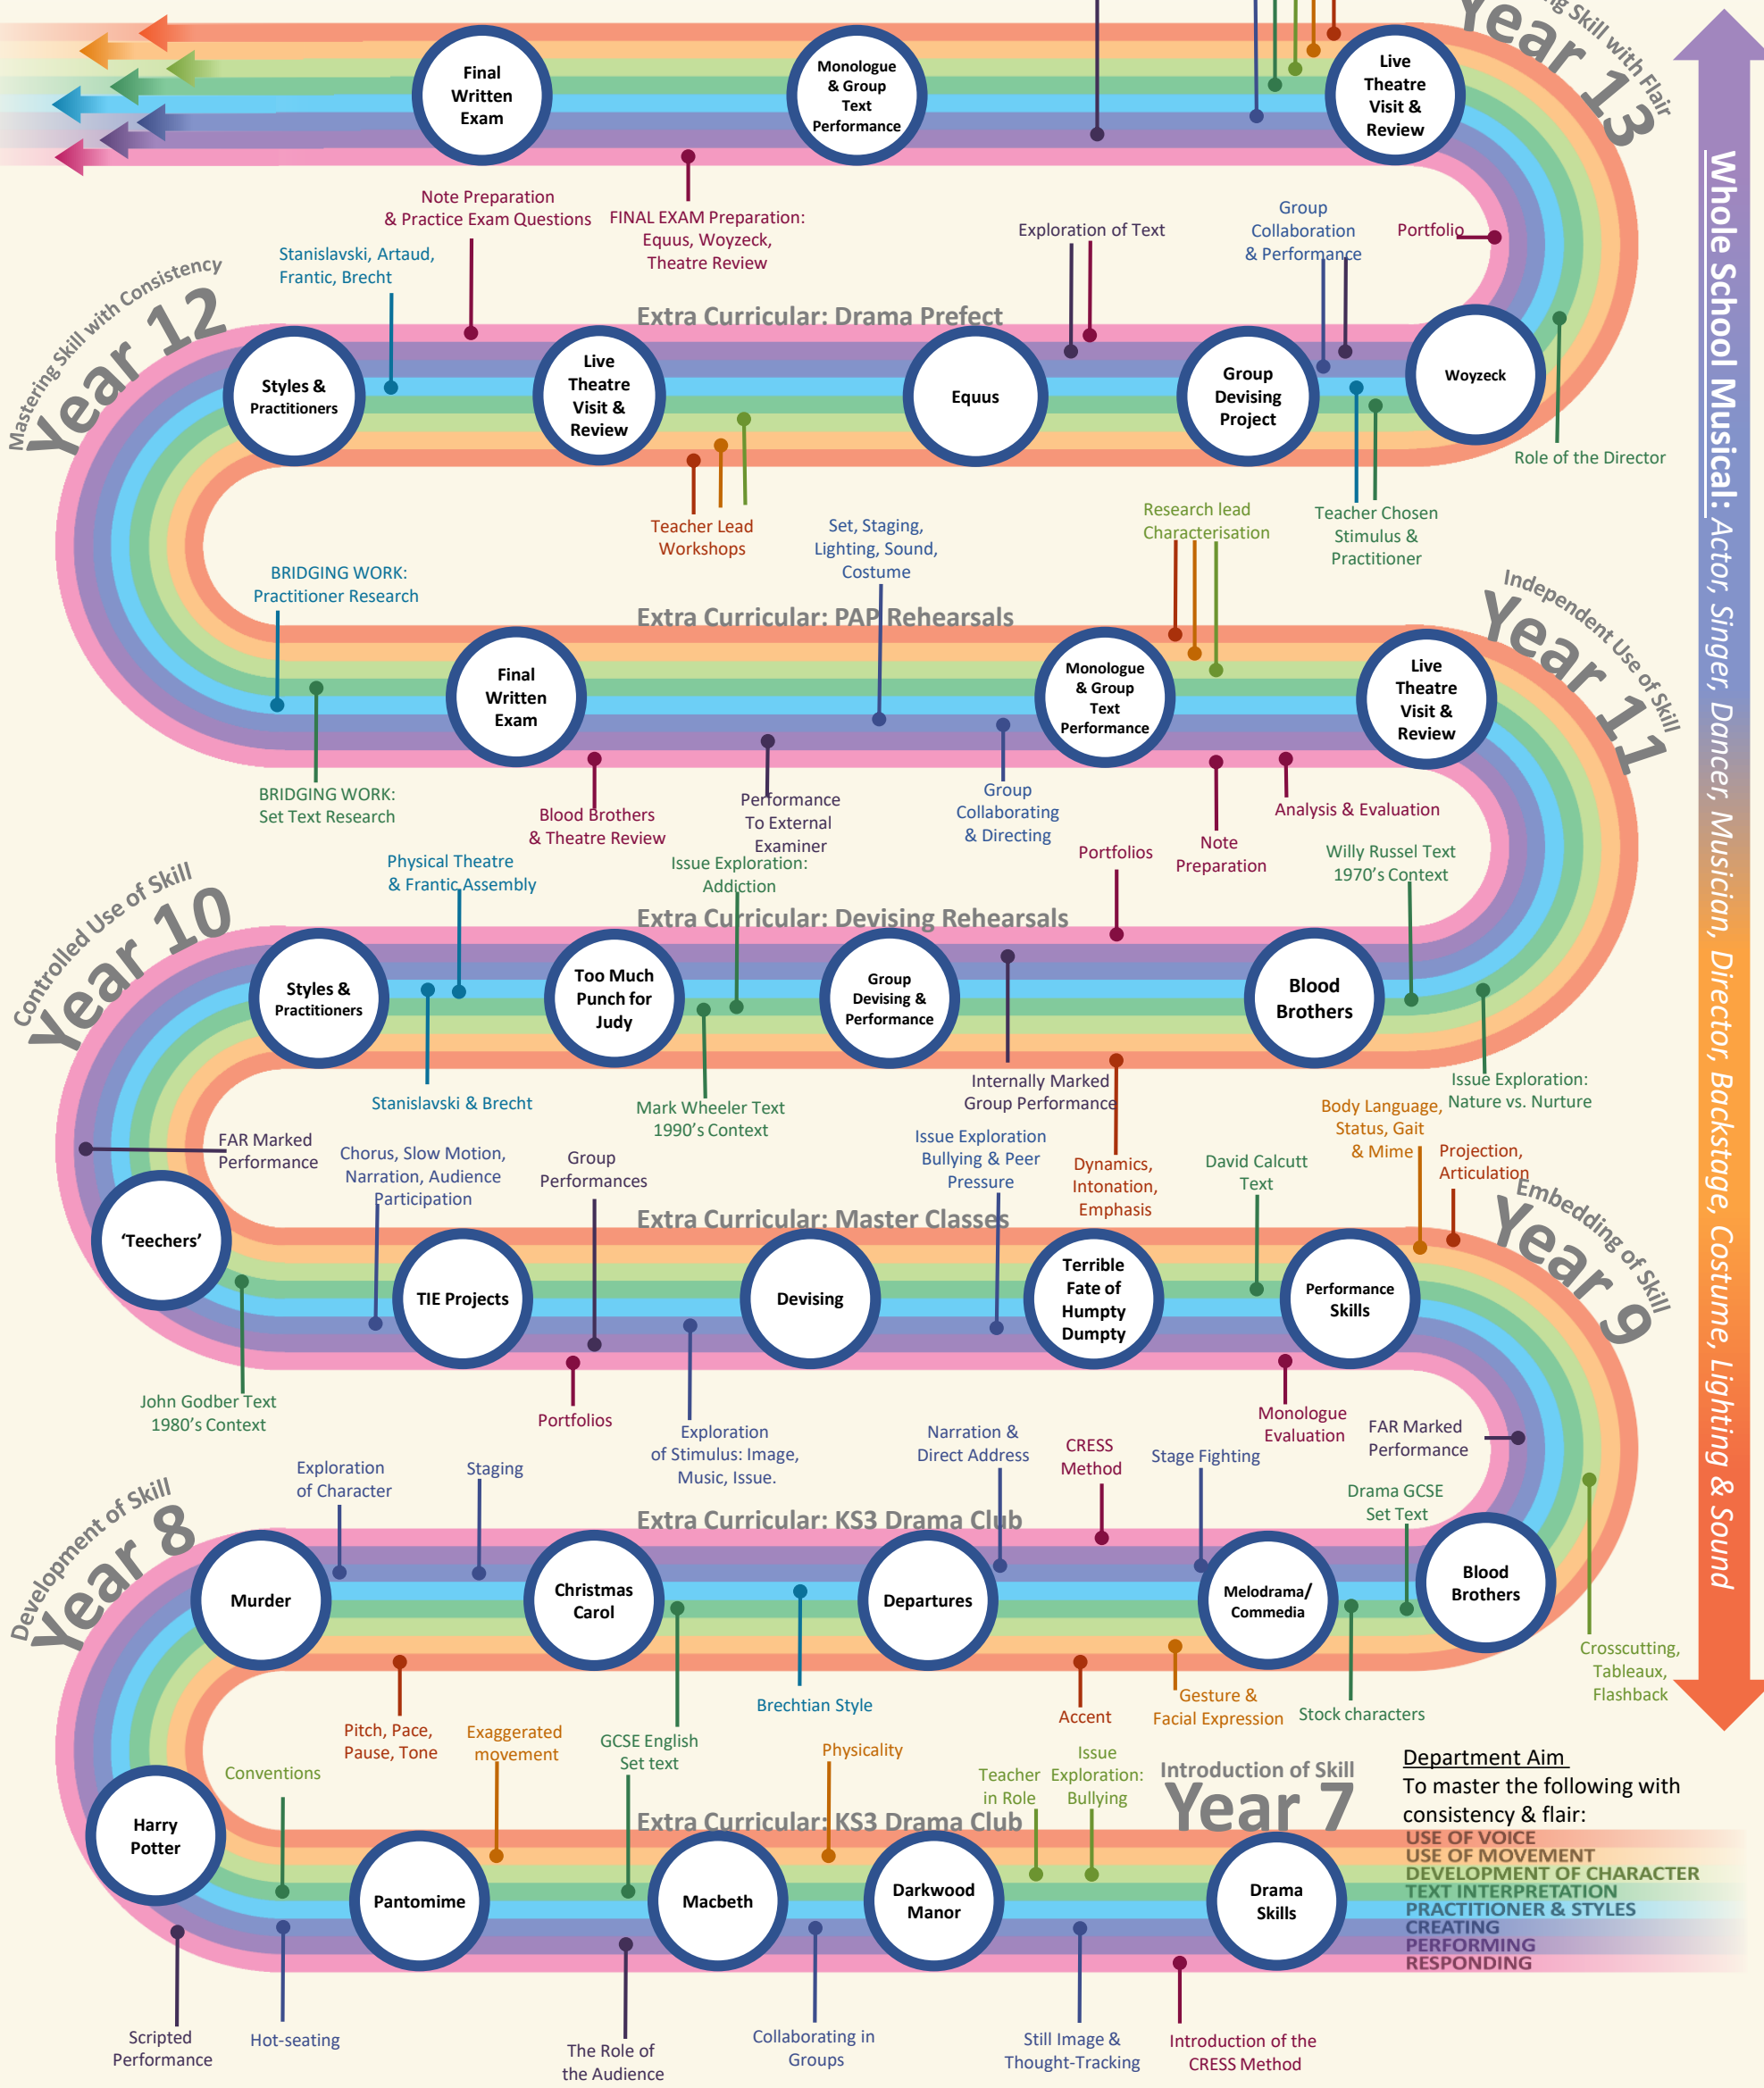 ng Skill with Flair
Year 13
Final
Written
Exam
Monologue
& Group
Text
Performance
Live
Theatre
Visit &
Review
Note Preparation
& Practice Exam Questions
FINAL EXAM Preparation:
Equus, Woyzeck,
Theatre Review
Stanislavski, Artaud,
Frantic, Brecht
Exploration of Text
Group
Collaboration
& Performance
Portfolio
Mastering Skill with Consistency
Year 12
Extra Curricular: Drama Prefect
Styles &
Practitioners
Live
Theatre
Visit &
Review
Equus
Group
Devising
Project
Woyzeck
Role of the Director
Teacher Lead
Workshops
Set, Staging,
Lighting, Sound,
Costume
Research lead
Characterisation
Teacher Chosen
Stimulus &
Practitioner
BRIDGING WORK:
Practitioner Research
Extra Curricular: PAP Rehearsals
Independent Use of Skill
Year 11
Final
Written
Exam
Monologue
& Group
Text
Performance
Live
Theatre
Visit &
Review
BRIDGING WORK:
Set Text Research
Blood Brothers
& Theatre Review
Performance
To External
Examiner
Group
Collaborating
& Directing
Note
Preparation
Analysis & Evaluation
Physical Theatre
& Frantic Assembly
Issue Exploration:
Addiction
Portfolios
Willy Russel Text
1970's Context
Controlled Use of Skill
Year 10
Extra Curricular: Devising Rehearsals
Styles &
Practitioners
Too Much
Punch for
Judy
Group
Devising &
Performance
Blood
Brothers
Stanislavski & Brecht
Mark Wheeler Text
1990's Context
Internally Marked
Group Performance
Issue Exploration:
Nature vs. Nurture
FAR Marked
Performance
Chorus, Slow Motion,
Narration, Audience
Participation
Group
Performances
Issue Exploration
Bullying & Peer
Pressure
Dynamics,
Intonation,
Emphasis
David Calcutt
Text
Body Language,
Status, Gait
& Mime
Projection,
Articulation
Embedding of Skill
Year 9
Extra Curricular: Master Classes
'Teechers'
TIE Projects
Devising
Terrible
Fate of
Humpty
Dumpty
Performance
Skills
John Godber Text
1980's Context
Portfolios
Exploration
of Stimulus: Image,
Music, Issue.
Monologue
Evaluation
FAR Marked
Performance
Exploration
of Character
Staging
Narration &
Direct Address
CRESS
Method
Stage Fighting
Drama GCSE
Set Text
Development of Skill
Year 8
Extra Curricular: KS3 Drama Club
Murder
Christmas
Carol
Departures
Melodrama/
Commedia
Blood
Brothers
Pitch, Pace,
Pause, Tone
GCSE English
Set text
Brechtian Style
Accent
Gesture &
Facial Expression
Stock characters
Crosscutting,
Tableaux,
Flashback
Conventions
Exaggerated
movement
Physicality
Teacher
in Role
Issue
Exploration:
Bullying
Introduction of Skill
Year 7
Extra Curricular: KS3 Drama Club
Harry
Potter
Pantomime
Macbeth
Darkwood
Manor
Drama
Skills
Scripted
Performance
Hot-seating
The Role of
the Audience
Collaborating in
Groups
Still Image &
Thought-Tracking
Introduction of the
CRESS Method
Department Aim
To master the following with
consistency & flair:
USE OF VOICE
USE OF MOVEMENT
DEVELOPMENT OF CHARACTER
TEXT INTERPRETATION
PRACTITIONER & STYLES
CREATING
PERFORMING
RESPONDING
Whole School Musical: Actor, Singer, Dancer, Musician, Director, Backstage, Costume, Lighting & Sound